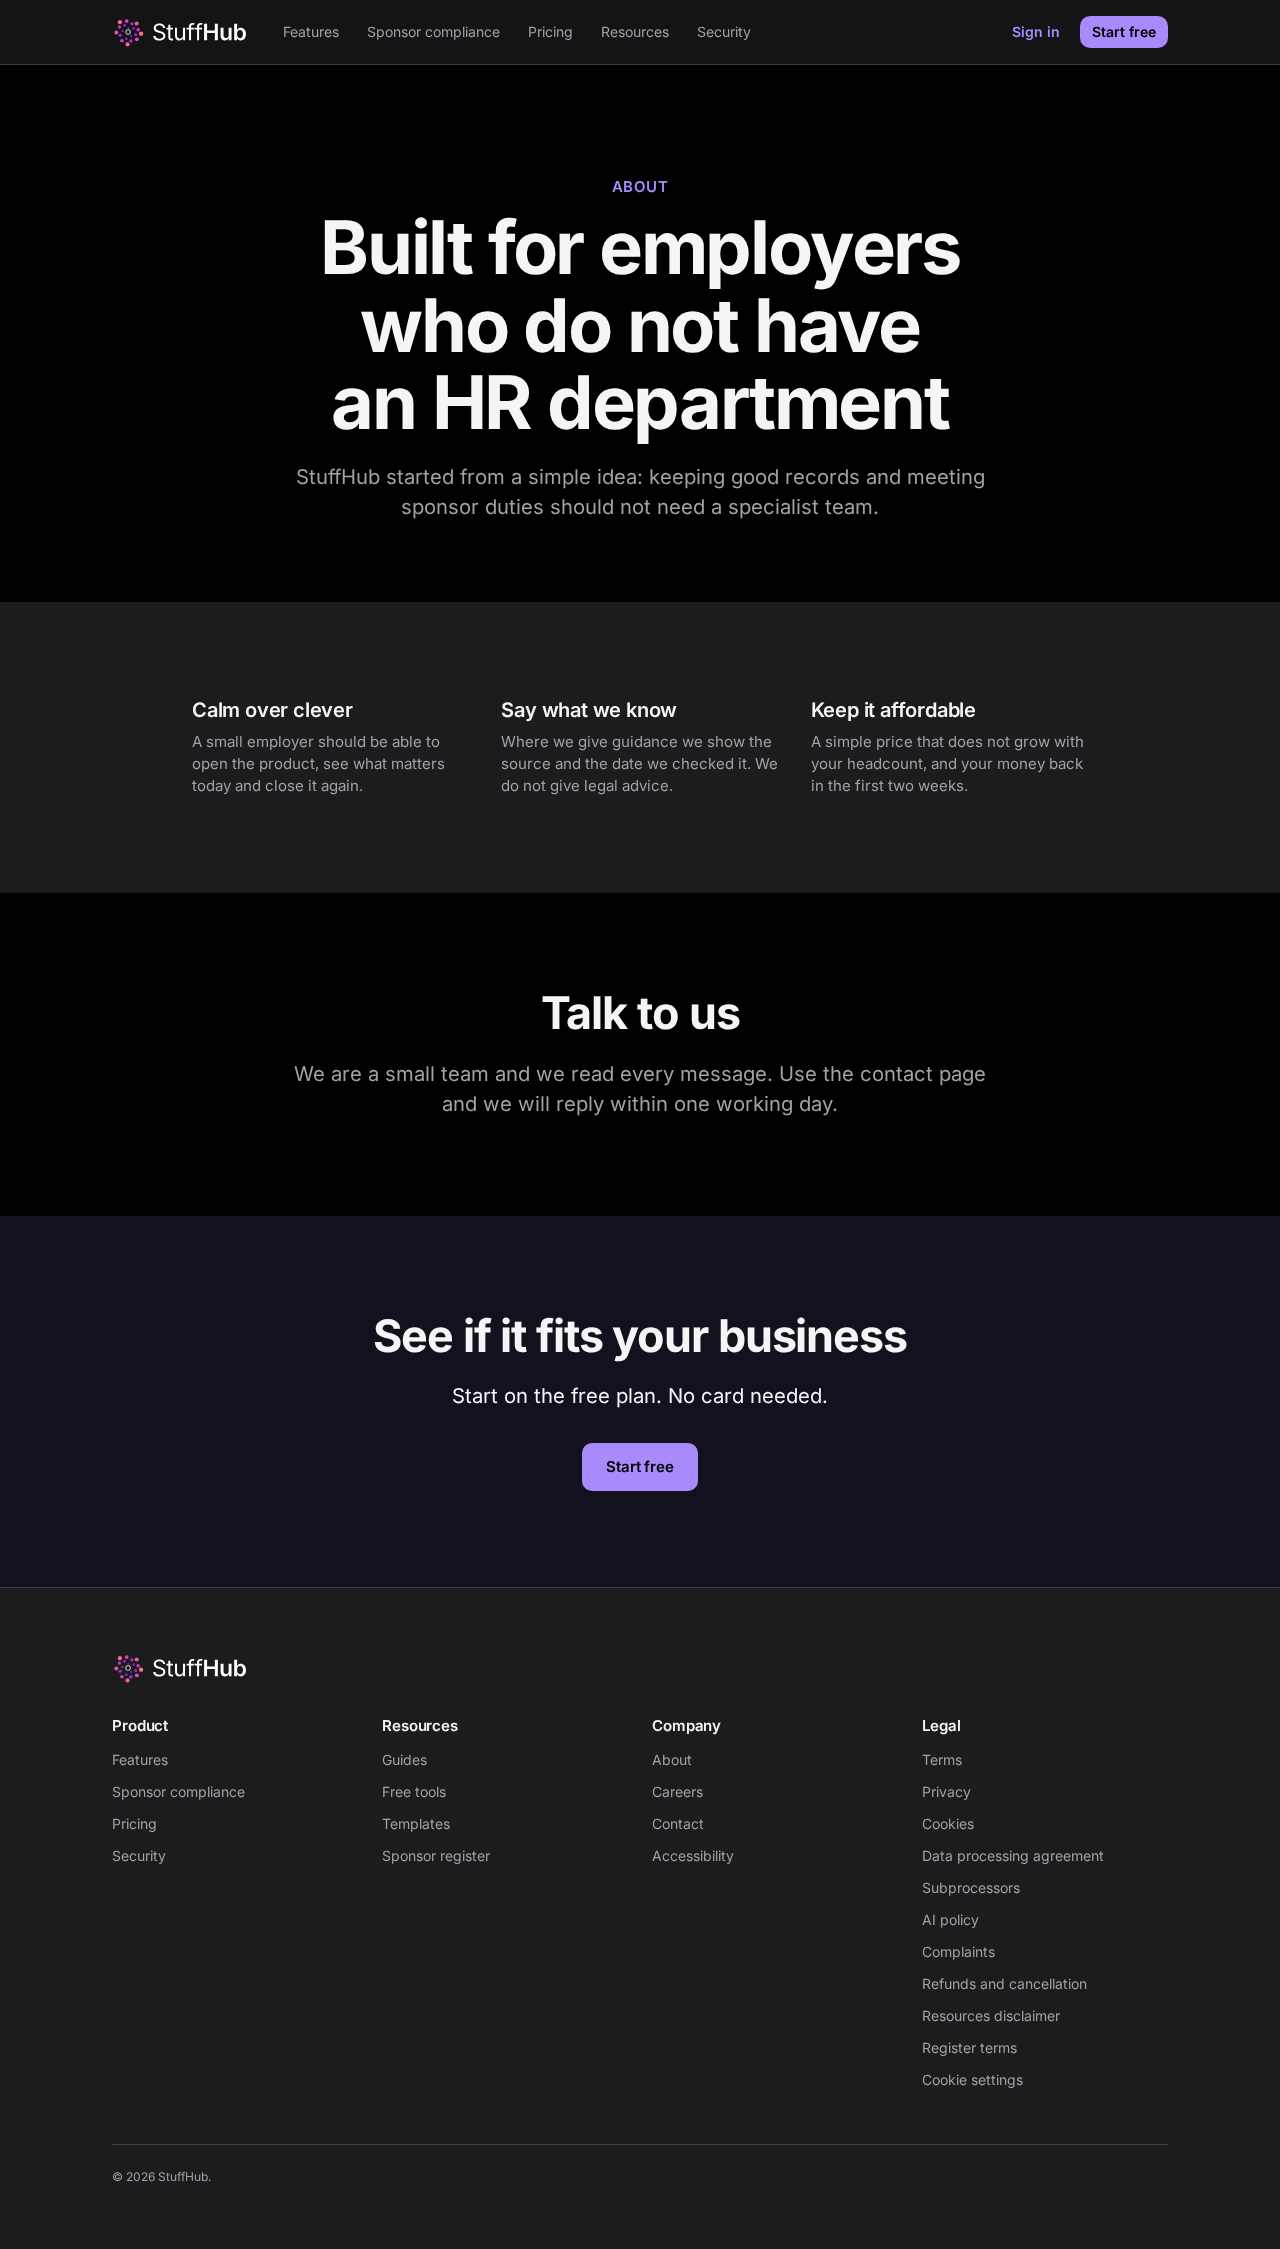 StuffHub Features Sponsor compliance Pricing Resources Security Sign in Start free
ABOUT
Built for employers
who do not have
an HR department
StuffHub started from a simple idea: keeping good records and meeting
sponsor duties should not need a specialist team.
Calm over clever
A small employer should be able to
open the product, see what matters
today and close it again.
Say what we know
Where we give guidance we show the
source and the date we checked it. We
do not give legal advice.
Keep it affordable
A simple price that does not grow with
your headcount, and your money back
in the first two weeks.
Talk to us
We are a small team and we read every message. Use the contact page
and we will reply within one working day.
See if it fits your business
Start on the free plan. No card needed.
Start free
StuffHub
Product
Features
Sponsor compliance
Pricing
Security
Resources
Guides
Free tools
Templates
Sponsor register
Company
About
Careers
Contact
Accessibility
Legal
Terms
Privacy
Cookies
Data processing agreement
Subprocessors
AI policy
Complaints
Refunds and cancellation
Resources disclaimer
Register terms
Cookie settings
© 2026 StuffHub.